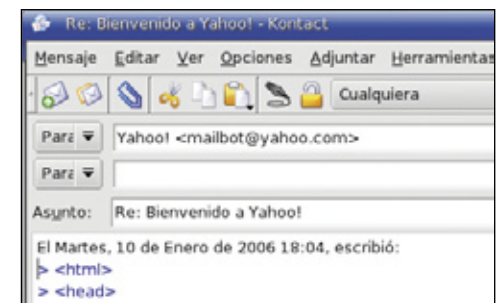 Re: Bienvenido a Yahoo! - Kontact
Mensaje Editar Ver Opciones Adjuntar Herramientas
Cualquiera
Para Yahoo! <mailbot@yahoo.com>
Para
Asunto: Re: Bienvenido a Yahoo!
El Martes, 10 de Enero de 2006 18:04, escribió:
> <html>
> <head>